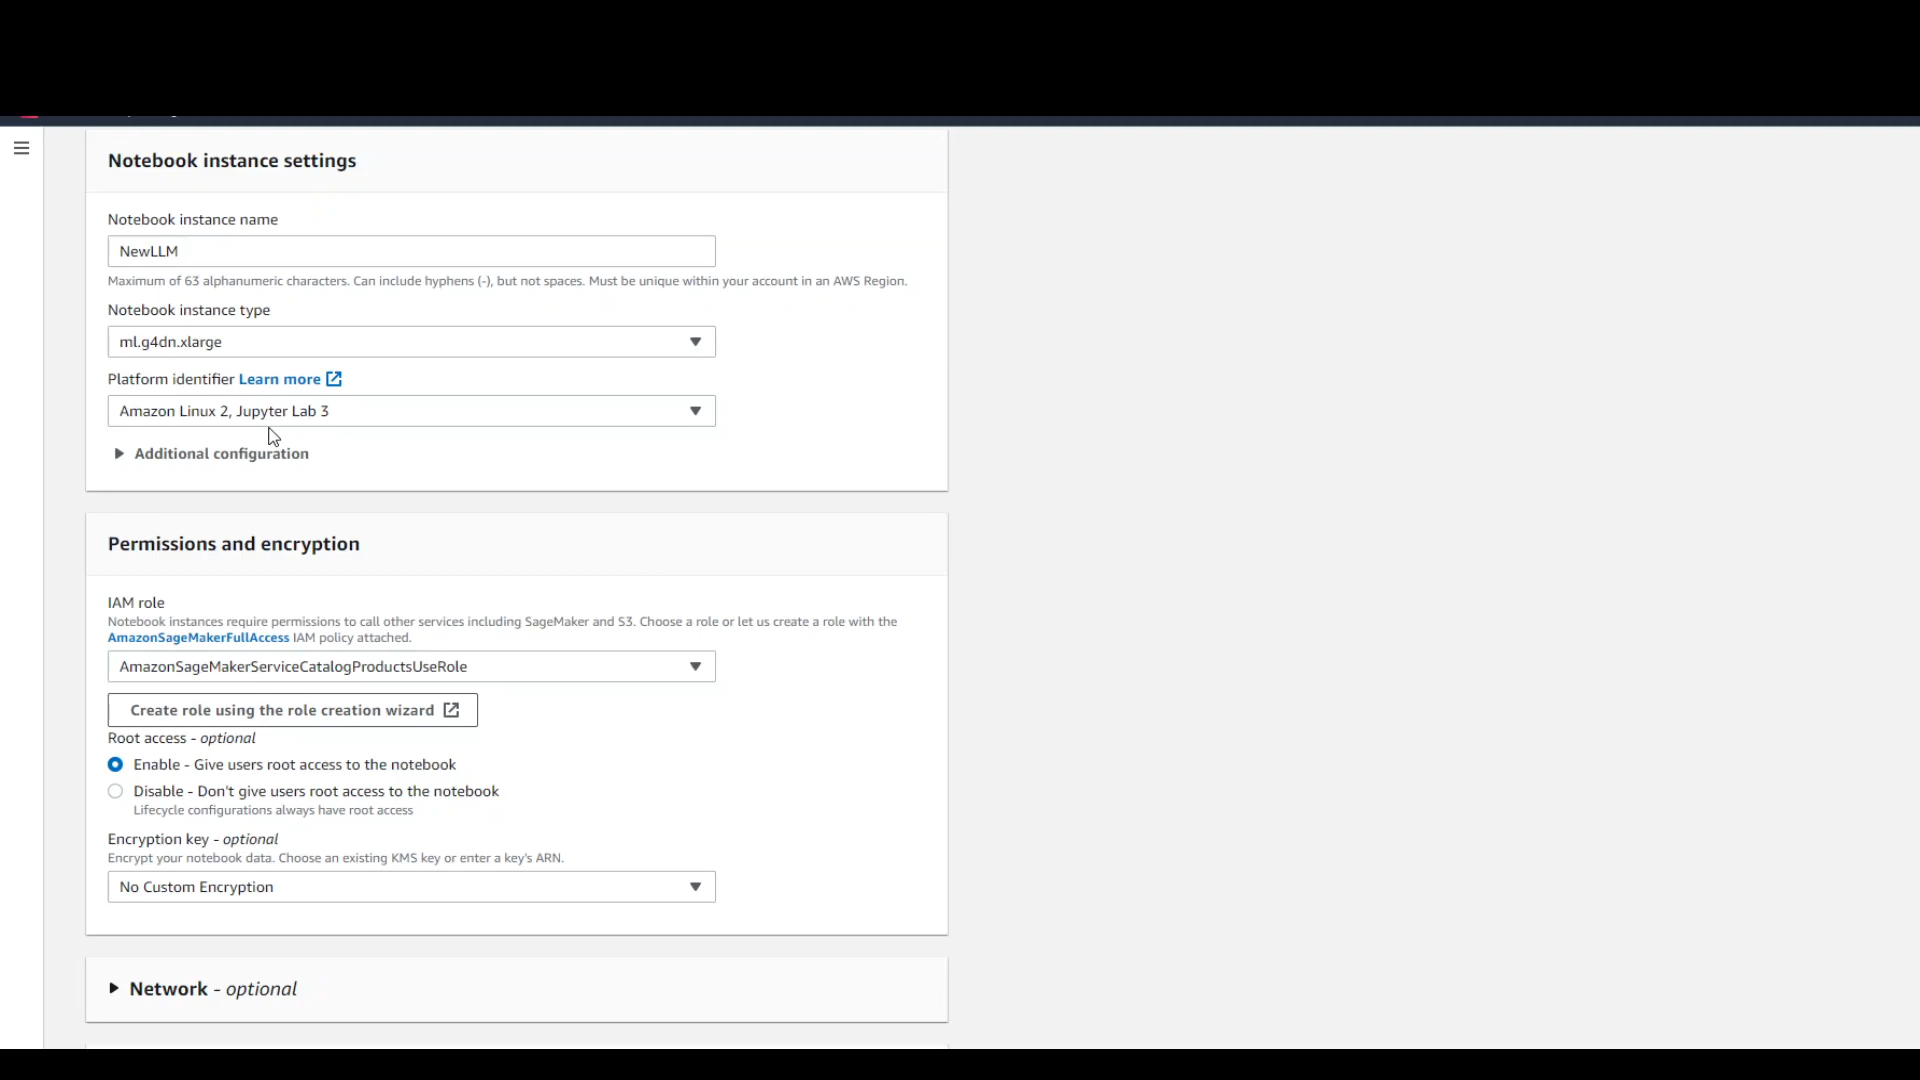 Notebook instance settings
Notebook instance name
NewLLM
Maximum of 63 alphanumeric characters. Can include hyphens (-), but not spaces. Must be unique within your account in an AWS Region.
Notebook instance type
ml.g4dn.xlarge
Platform identifier Learn more
Amazon Linux 2, Jupyter Lab 3
Additional configuration
Permissions and encryption
IAM role
Notebook instances require permissions to call other services including SageMaker and S3. Choose a role or let us create a role with the
AmazonSageMakerFullAccess IAM policy attached.
AmazonSageMakerServiceCatalogProductsUseRole
Create role using the role creation wizard
Root access - optional
Enable - Give users root access to the notebook
Disable - Don't give users root access to the notebook
Lifecycle configurations always have root access
Encryption key - optional
Encrypt your notebook data. Choose an existing KMS key or enter a key's ARN.
No Custom Encryption
Network - optional